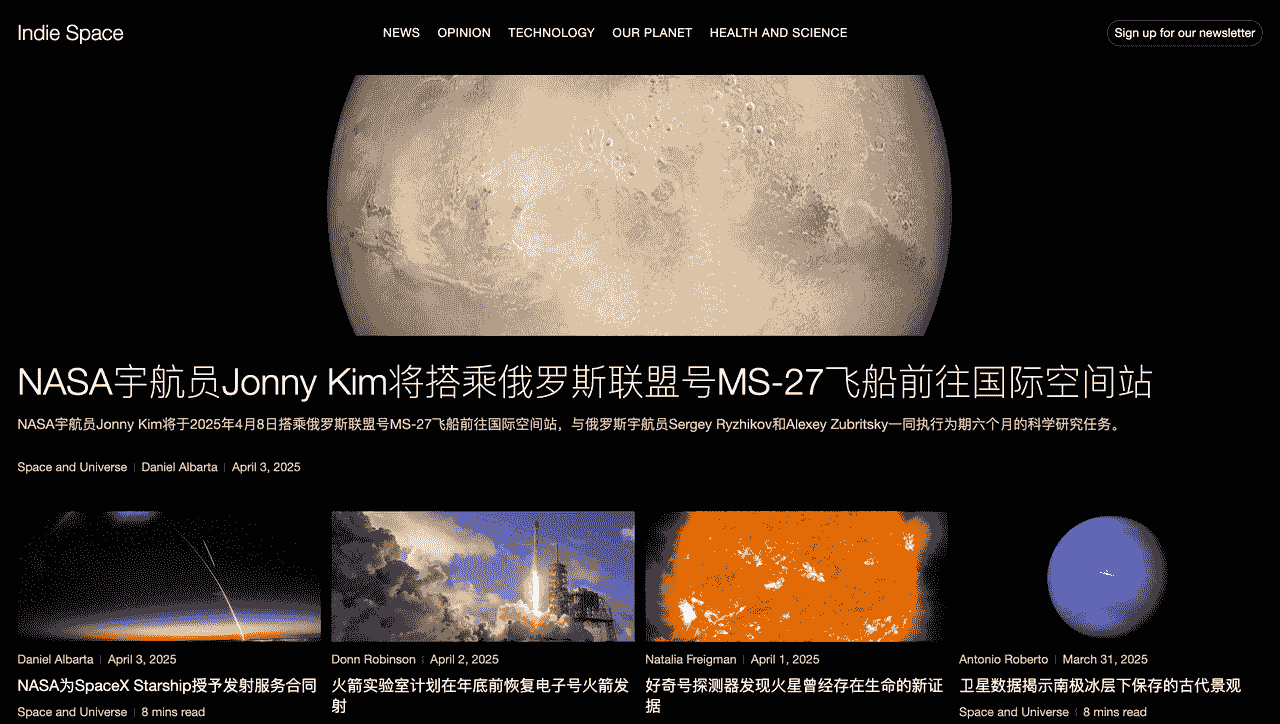 Indie Space
NEWS OPINION TECHNOLOGY OUR PLANET HEALTH AND SCIENCE
Sign up for our newsletter
NASA宇航员Jonny Kim将搭乘俄罗斯联盟号MS-27飞船前往国际空间站
NASA宇航员Jonny Kim将于2025年4月8日搭乘俄罗斯联盟号MS-27飞船前往国际空间站，与俄罗斯宇航员Sergey Ryzhikov和Alexey Zubritsky一同执行为期六个月的科学研究任务。
Space and Universe | Daniel Albarta | April 3, 2025
Daniel Albarta | April 3, 2025
NASA为SpaceX Starship授予发射服务合同
Space and Universe | 8 mins read
Donn Robinson | April 2, 2025
火箭实验室计划在年底前恢复电子号火箭发
射
Natalia Freigman | April 1, 2025
好奇号探测器发现火星曾经存在生命的新证
据
Antonio Roberto | March 31, 2025
卫星数据揭示南极冰层下保存的古代景观
Space and Universe | 8 mins read